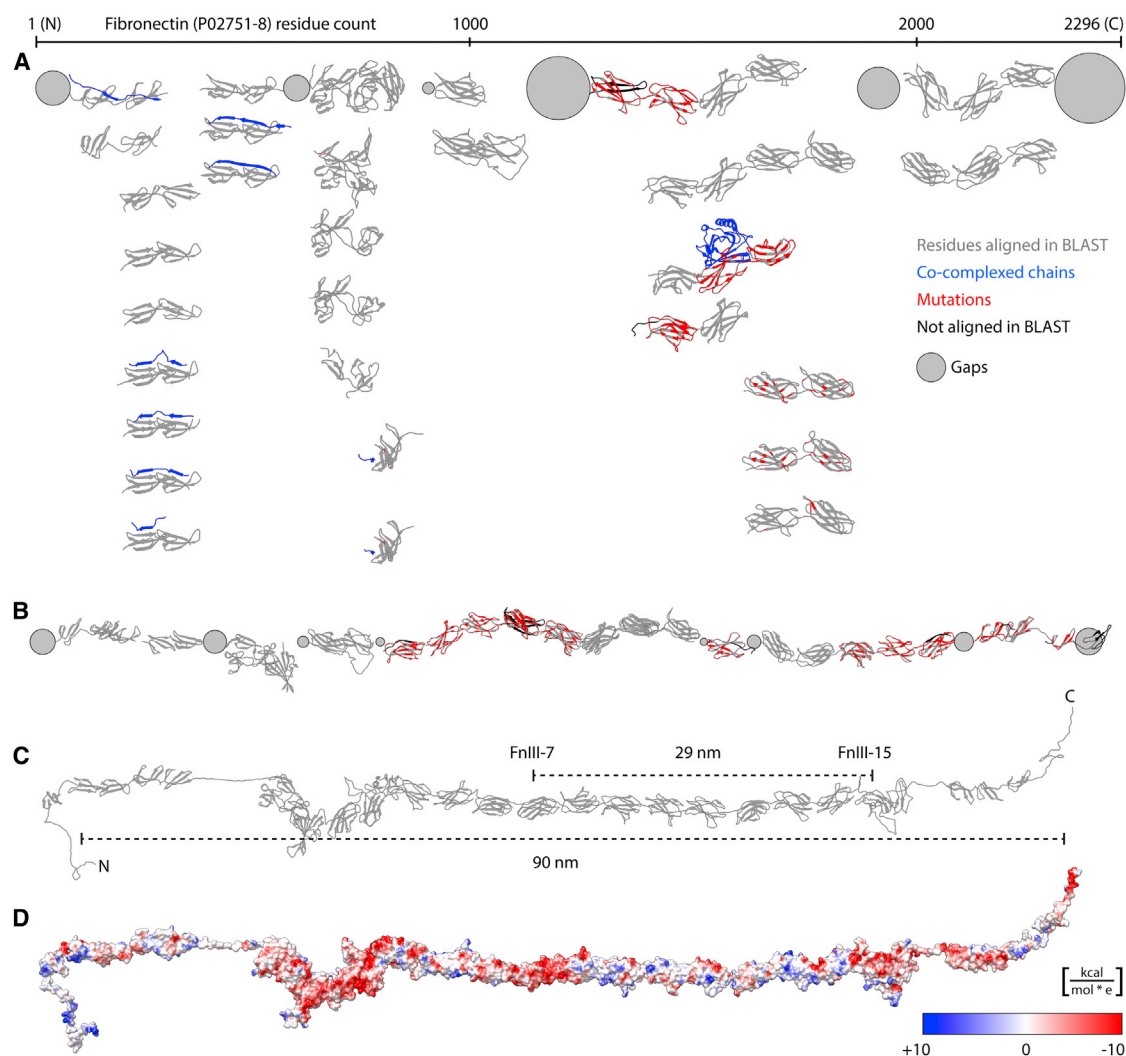 1 (N) Fibronectin (P02751-8) residue count 1000 2000 2296 (C)
A
Residues aligned in BLAST
Co-complexed chains
Mutations
Not aligned in BLAST
Gaps
B
C
C
FnIII-7 29 nm FnIII-15
N
90 nm
D
kcal
mol * e
+10 0 -10